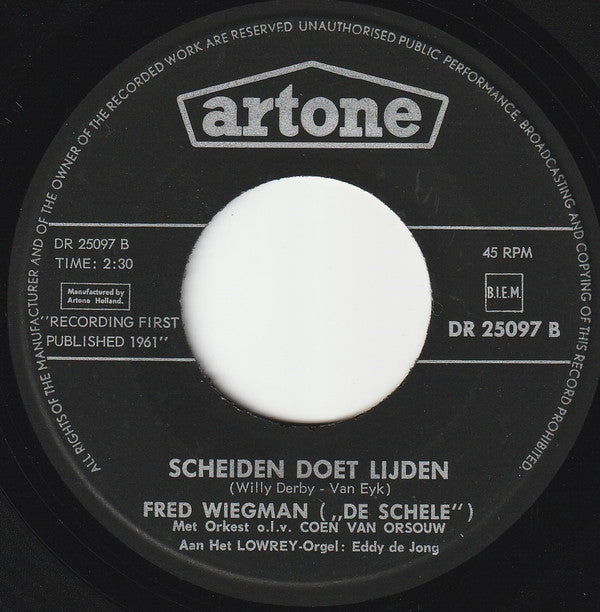 ALL RIGHTS OF THE MANUFACTURER AND OF THE OWNER OF THE RECORDED WORK ARE RESERVED UNAUTHORISED PUBLIC PERFORMANCE, BROADCASTING AND COPYING OF THIS RECORD PROHIBITED
artone
DR 25097 B
TIME: 2:30
Manufactured by
Artone Holland.
"RECORDING FIRST
PUBLISHED 1961"
45 RPM
B.I.E.M.
DR 25097 B
SCHEIDEN DOET LIJDEN
(Willy Derby - Van Eyk)
FRED WIEGMAN („DE SCHELE")
Met Orkest o.l.v. COEN VAN ORSOUW
Aan Het LOWREY-Orgel: Eddy de Jong